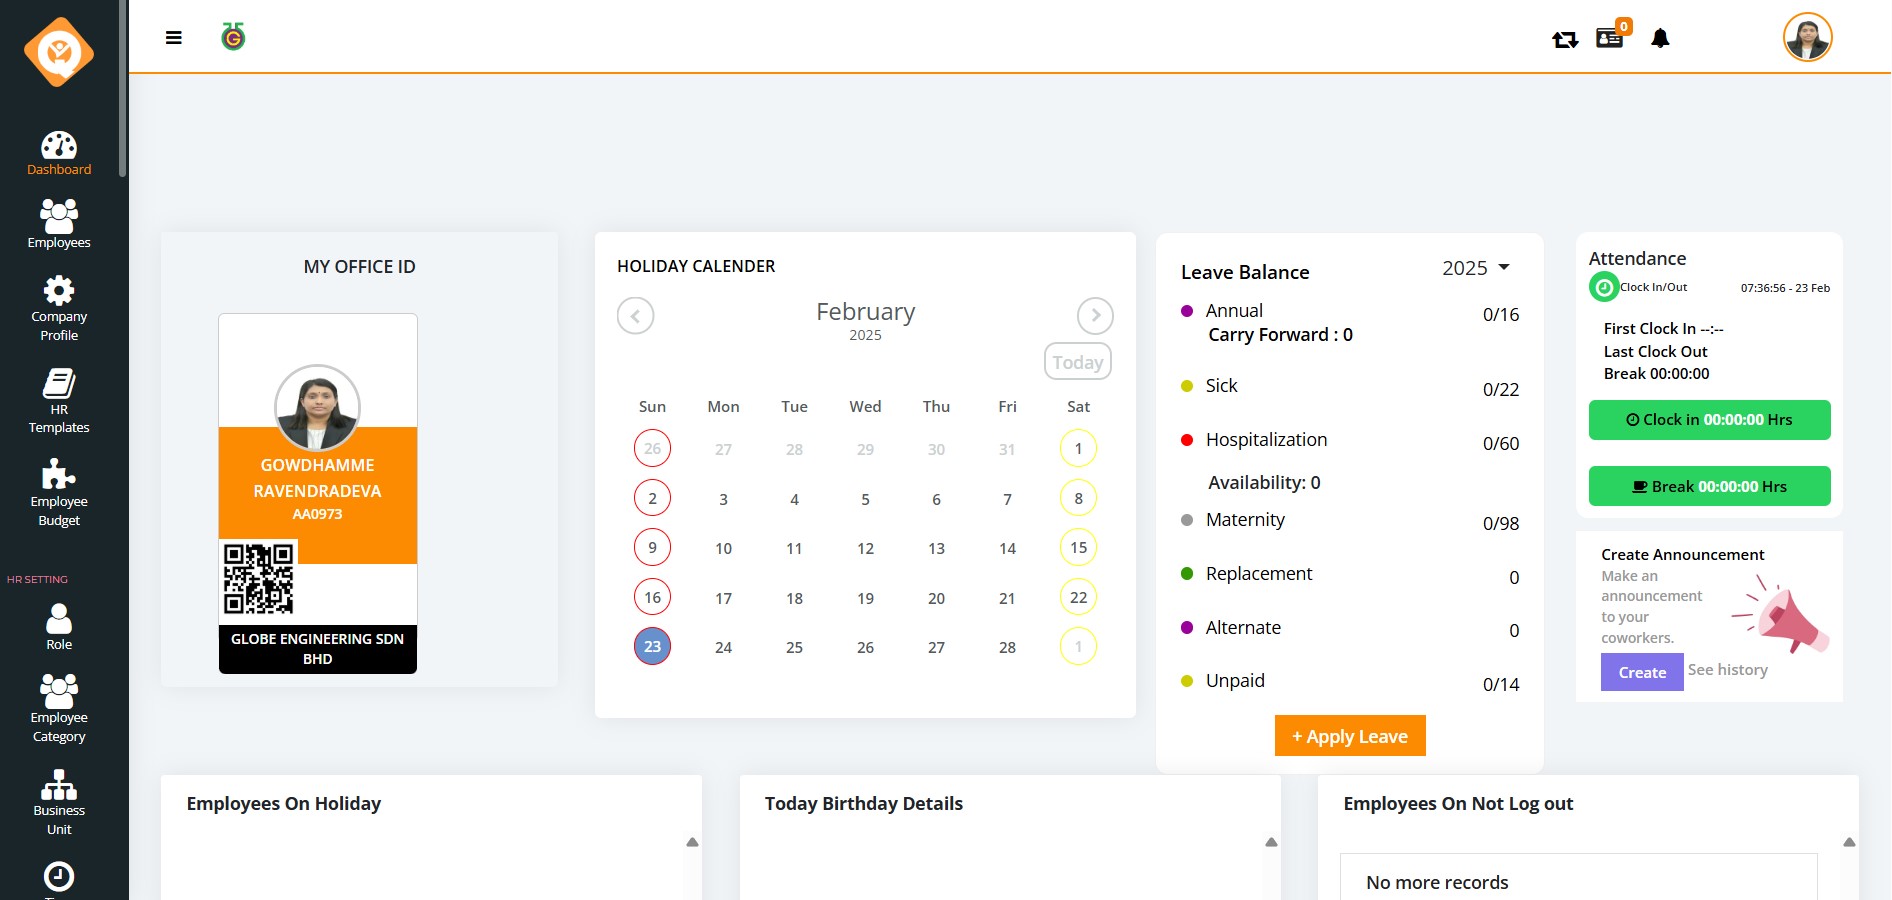 G
0
Dashboard
Employees
Company
Profile
HR
Templates
Employee
Budget
HR SETTING
Role
Employee
Category
Business
Unit
MY OFFICE ID
GOWDHAMME
RAVENDRADEVA
AA0973
GLOBE ENGINEERING SDN
BHD
HOLIDAY CALENDER
February
2025
Today
Sun Mon Tue Wed Thu Fri Sat
26 27 28 29 30 31 1
2 3 4 5 6 7 8
9 10 11 12 13 14 15
16 17 18 19 20 21 22
23 24 25 26 27 28 1
Leave Balance 2025
Annual 0/16
Carry Forward : 0
Sick 0/22
Hospitalization 0/60
Availability: 0
Maternity 0/98
Replacement 0
Alternate 0
Unpaid 0/14
+ Apply Leave
Attendance
Clock In/Out 07:36:56 - 23 Feb
First Clock In --:--
Last Clock Out
Break 00:00:00
Clock in 00:00:00 Hrs
Break 00:00:00 Hrs
Create Announcement
Make an
announcement
to your
coworkers.
Create See history
Employees On Holiday
Today Birthday Details
Employees On Not Log out
No more records